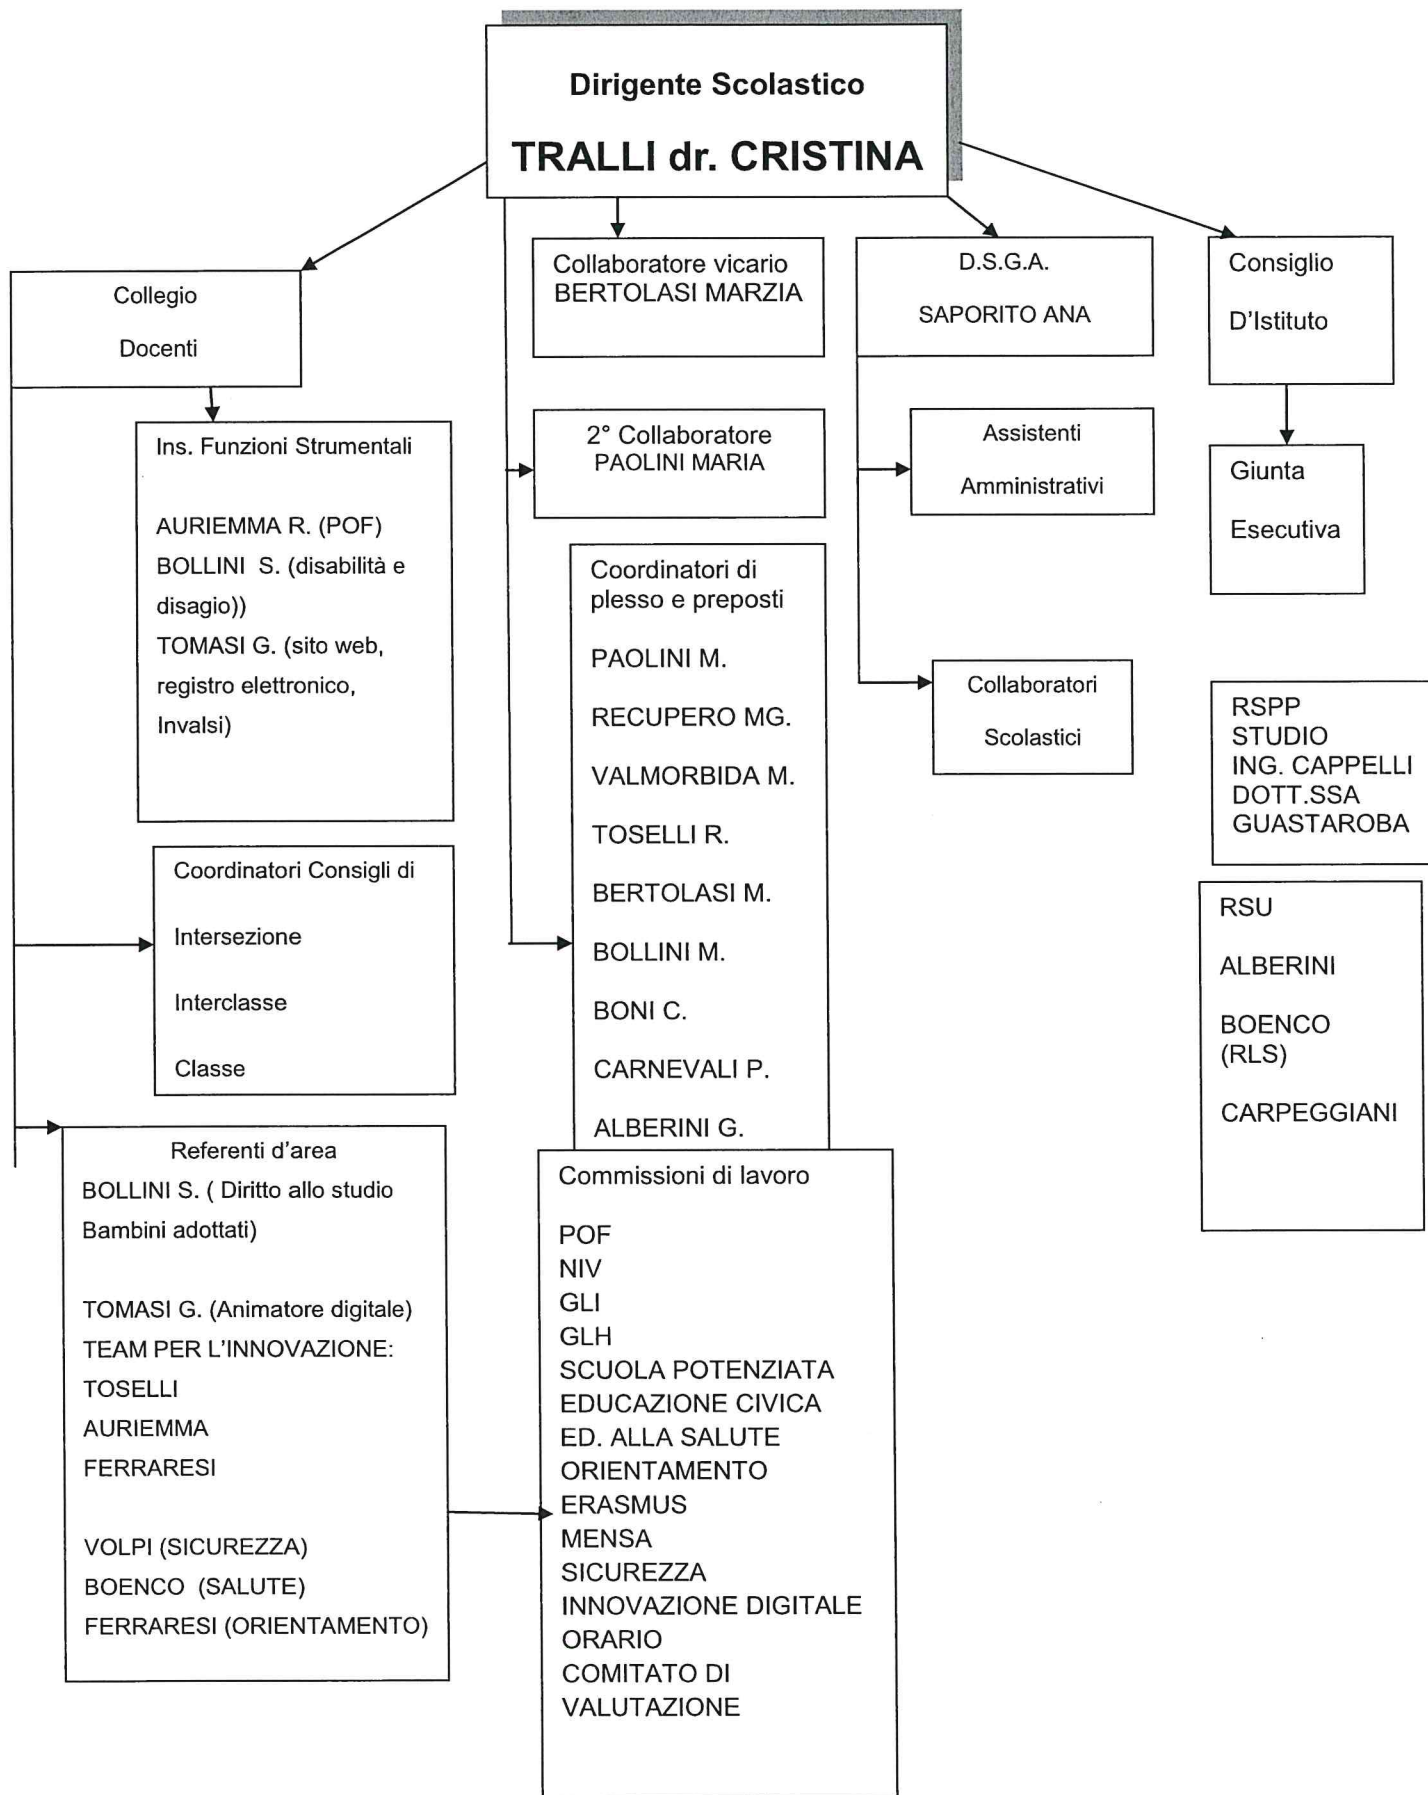 Dirigente Scolastico
TRALLI dr. CRISTINA
Collegio
Docenti
Collaboratore vicario
BERTOLASI MARZIA
D.S.G.A.
SAPORITO ANA
Consiglio
D'Istituto
Ins. Funzioni Strumentali
AURIEMMA R. (POF)
BOLLINI  S. (disabilità e
disagio))
TOMASI G. (sito web,
registro elettronico,
Invalsi)
2° Collaboratore
PAOLINI MARIA
Assistenti
Amministrativi
Giunta
Esecutiva
Coordinatori di
plesso e preposti
PAOLINI M.
RECUPERO MG.
VALMORBIDA M.
TOSELLI R.
BERTOLASI M.
BOLLINI M.
BONI C.
CARNEVALI P.
ALBERINI G.
Collaboratori
Scolastici
RSPP
STUDIO
ING. CAPPELLI
DOTT.SSA
GUASTAROBA
Coordinatori Consigli di
Intersezione
Interclasse
Classe
RSU
ALBERINI
BOENCO
(RLS)
CARPEGGIANI
Referenti d'area
BOLLINI S. ( Diritto allo studio
Bambini adottati)
TOMASI G. (Animatore digitale)
TEAM PER L'INNOVAZIONE:
TOSELLI
AURIEMMA
FERRARESI
VOLPI (SICUREZZA)
BOENCO  (SALUTE)
FERRARESI (ORIENTAMENTO)
Commissioni di lavoro
POF
NIV
GLI
GLH
SCUOLA POTENZIATA
EDUCAZIONE CIVICA
ED. ALLA SALUTE
ORIENTAMENTO
ERASMUS
MENSA
SICUREZZA
INNOVAZIONE DIGITALE
ORARIO
COMITATO DI
VALUTAZIONE